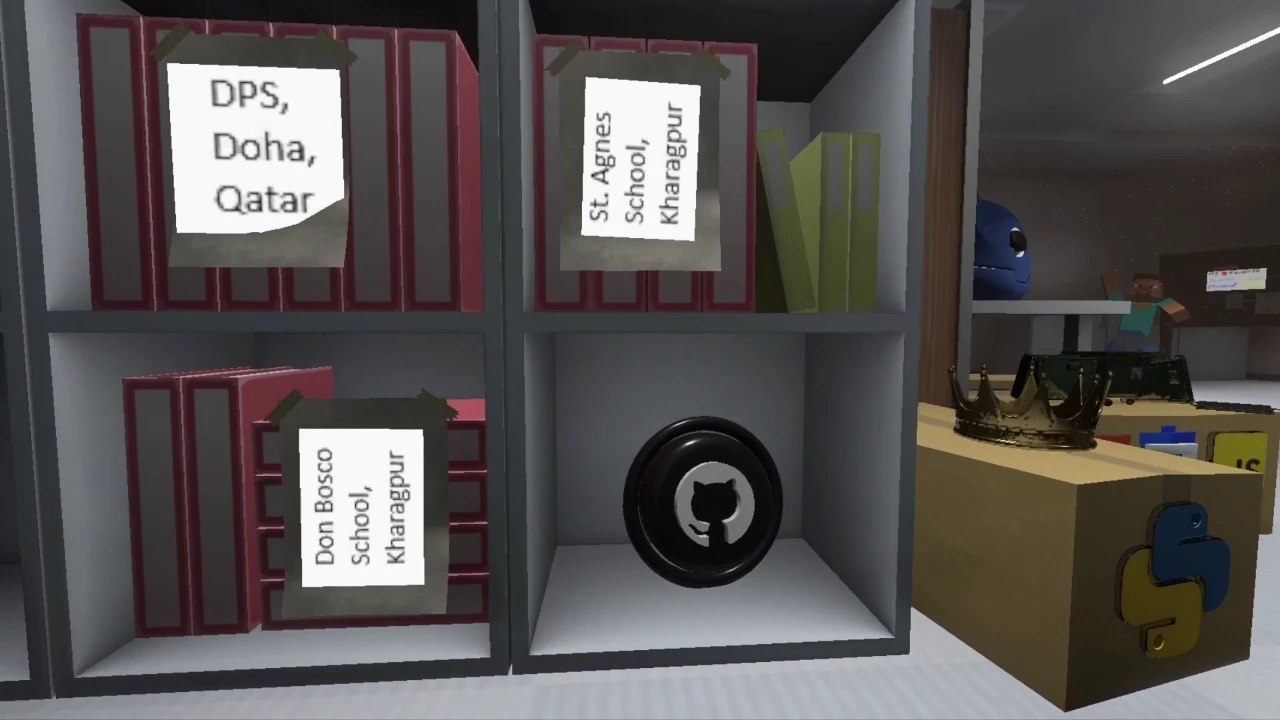 DPS,
Doha,
Qatar
St. Agnes
School,
Kharagpur
Don Bosco
School,
Kharagpur
JS